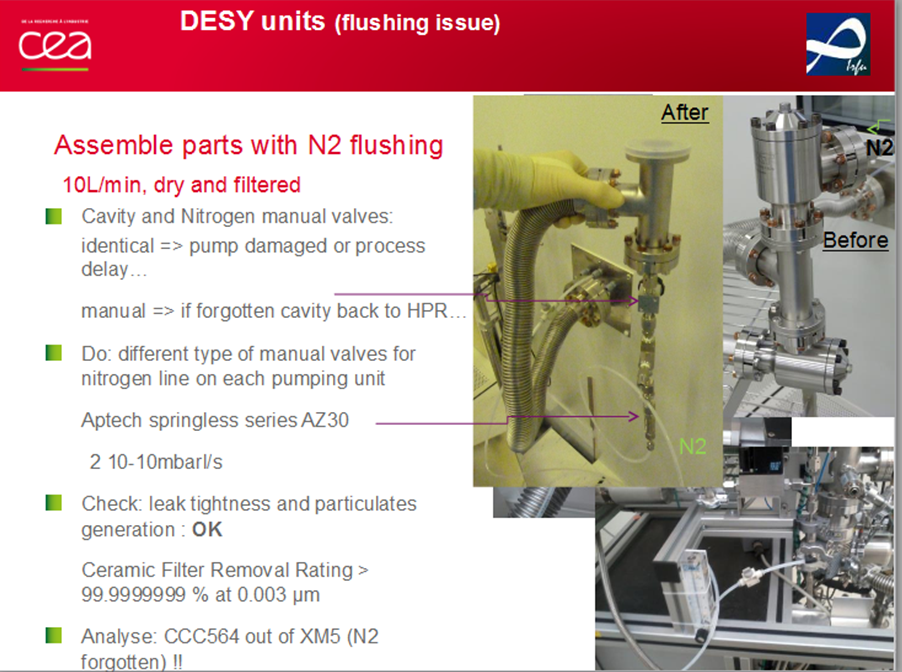 DE LA RECHERCHE À L'INDUSTRIE
cea
DESY units (flushing issue)
Irfu
Assemble parts with N2 flushing
10L/min, dry and filtered
Cavity and Nitrogen manual valves:
identical => pump damaged or process
delay…
manual => if forgotten cavity back to HPR…
Do: different type of manual valves for
nitrogen line on each pumping unit
Aptech springless series AZ30
2 10-10mbarl/s
Check: leak tightness and particulates
generation : OK
Ceramic Filter Removal Rating >
99.9999999 % at 0.003 µm
Analyse: CCC564 out of XM5 (N2
forgotten) !!
After
N2
N2
Before